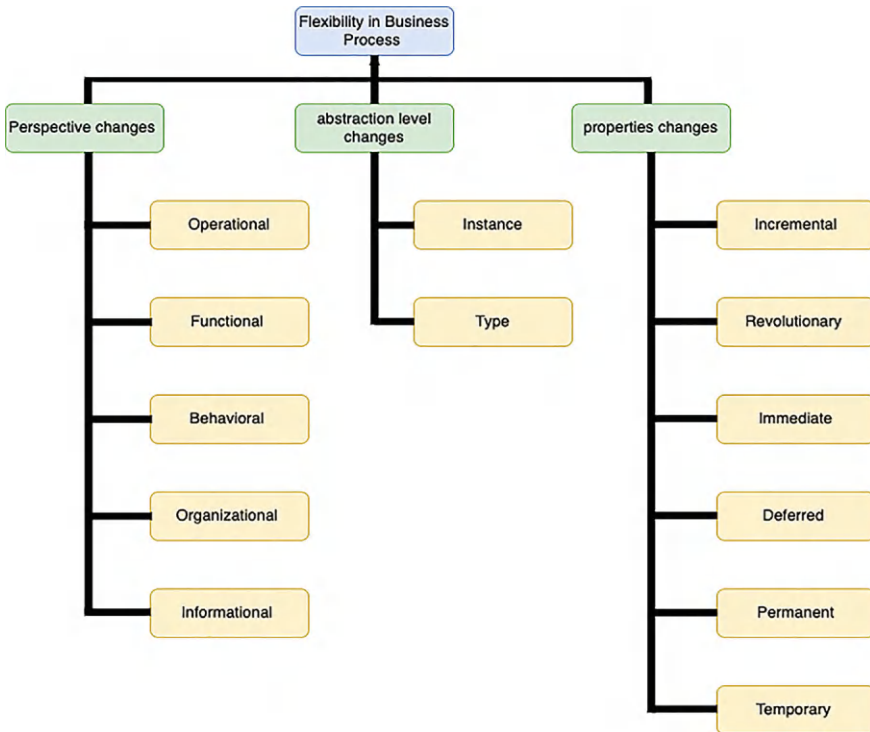 Flexibility in Business
Process
Perspective changes
abstraction level
changes
properties changes
Operational
Instance
Incremental
Functional
Type
Revolutionary
Behavioral
Immediate
Organizational
Deferred
Informational
Permanent
Temporary